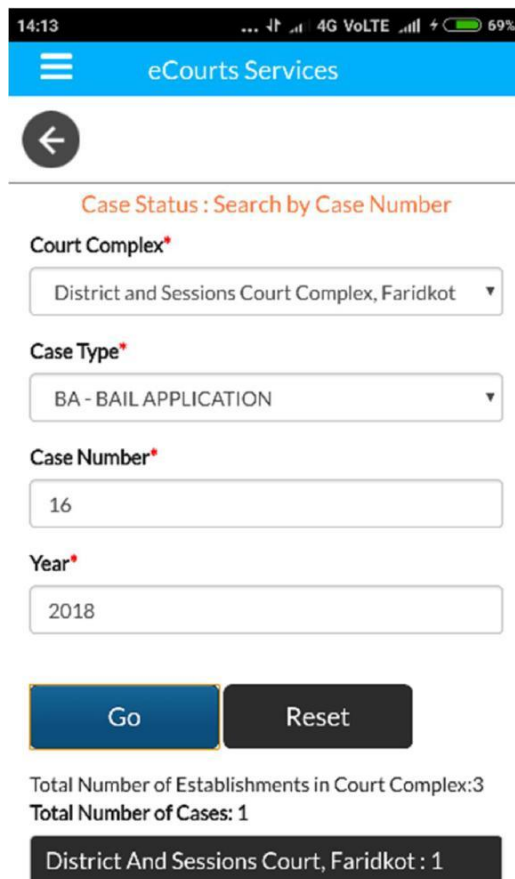 14:13 ... 4G VoLTE 69%
eCourts Services
Case Status : Search by Case Number
Court Complex*
District and Sessions Court Complex, Faridkot
Case Type*
BA - BAIL APPLICATION
Case Number*
16
Year*
2018
Go Reset
Total Number of Establishments in Court Complex:3
Total Number of Cases: 1
District And Sessions Court, Faridkot : 1